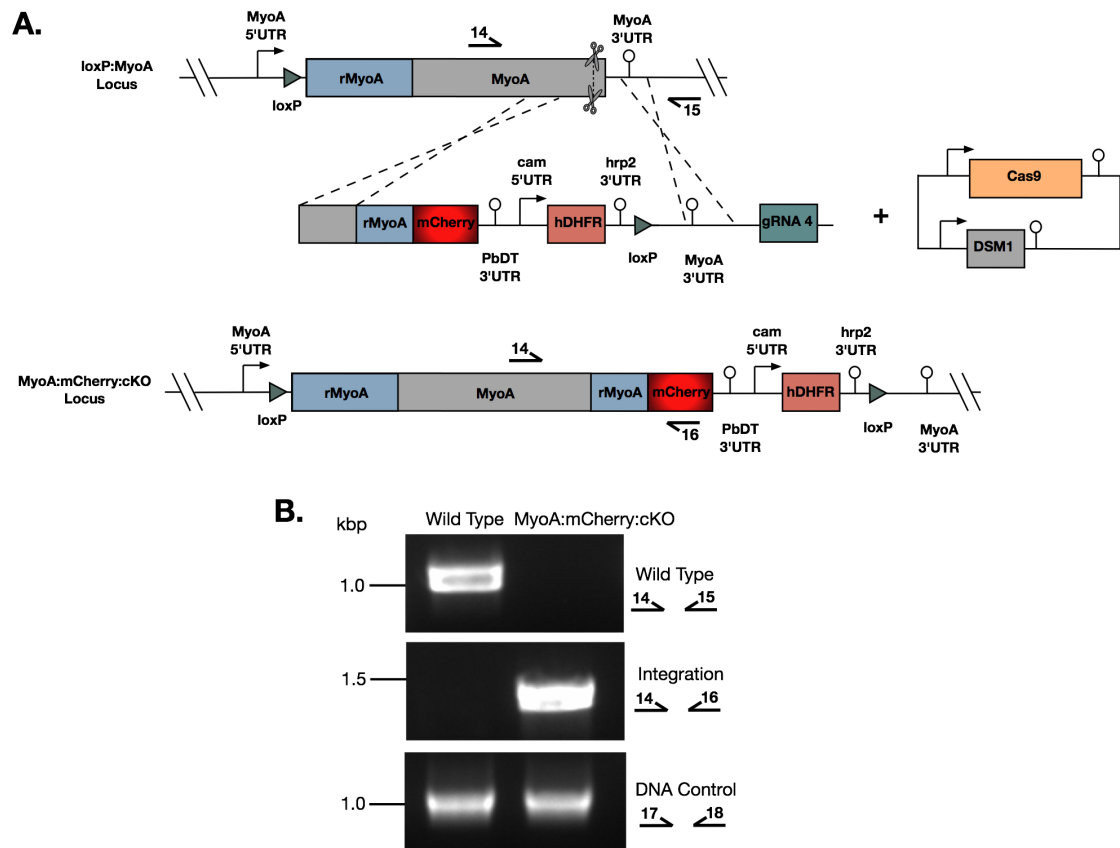 A.
MyoA
5'UTR
14
MyoA
3'UTR
loxP:MyoA
Locus
rMyoA
MyoA
loxP
15
cam
5'UTR
hrp2
3'UTR
rMyoA
mCherry
hDHFR
gRNA 4
PbDT
3'UTR
loxP
MyoA
3'UTR
+
Cas9
DSM1
MyoA
5'UTR
14
cam
5'UTR
hrp2
3'UTR
MyoA:mCherry:cKO
Locus
rMyoA
MyoA
rMyoA
mCherry
hDHFR
loxP
16
PbDT
3'UTR
loxP
MyoA
3'UTR
B.
kbp
Wild Type
MyoA:mCherry:cKO
1.0
Wild Type
14
15
1.5
Integration
14
16
1.0
DNA Control
17
18